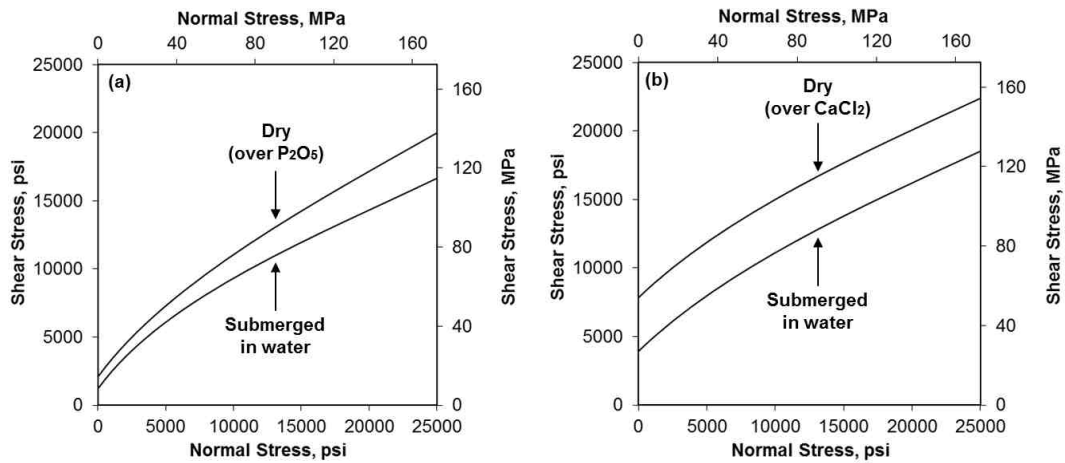 Normal Stress, MPa
0 40 80 120 160
25000
20000
15000
10000
5000
0
Shear Stress, psi
(a)
Dry
(over P₂O₅)
Submerged
in water
160
120
80
40
0
Shear Stress, MPa
0 5000 10000 15000 20000 25000
Normal Stress, psi
Normal Stress, MPa
0 40 80 120 160
25000
20000
15000
10000
5000
0
Shear Stress, psi
(b)
Dry
(over CaCl₂)
Submerged
in water
160
120
80
40
0
Shear Stress, MPa
0 5000 10000 15000 20000 25000
Normal Stress, psi